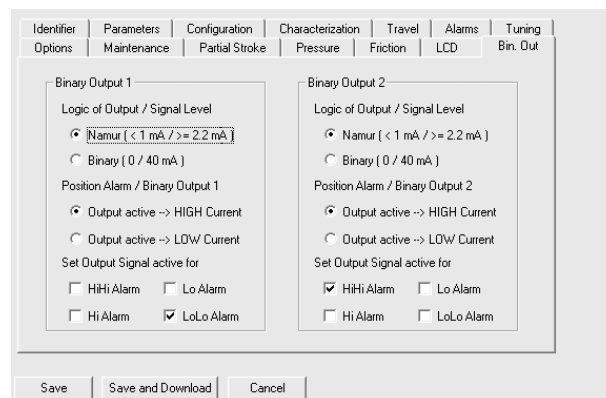 Identifier Parameters Configuration Characterization Travel Alarms Tuning
Options Maintenance Partial Stroke Pressure Friction LCD Bin. Out
Binary Output 1
Logic of Output / Signal Level
Namur ( < 1 mA / >= 2.2 mA )
Binary ( 0 / 40 mA )
Position Alarm / Binary Output 1
Output active --> HIGH Current
Output active --> LOW Current
Set Output Signal active for
HiHi Alarm Lo Alarm
Hi Alarm LoLo Alarm
Binary Output 2
Logic of Output / Signal Level
Namur ( < 1 mA / >= 2.2 mA )
Binary ( 0 / 40 mA )
Position Alarm / Binary Output 2
Output active --> HIGH Current
Output active --> LOW Current
Set Output Signal active for
HiHi Alarm Lo Alarm
Hi Alarm LoLo Alarm
Save Save and Download Cancel